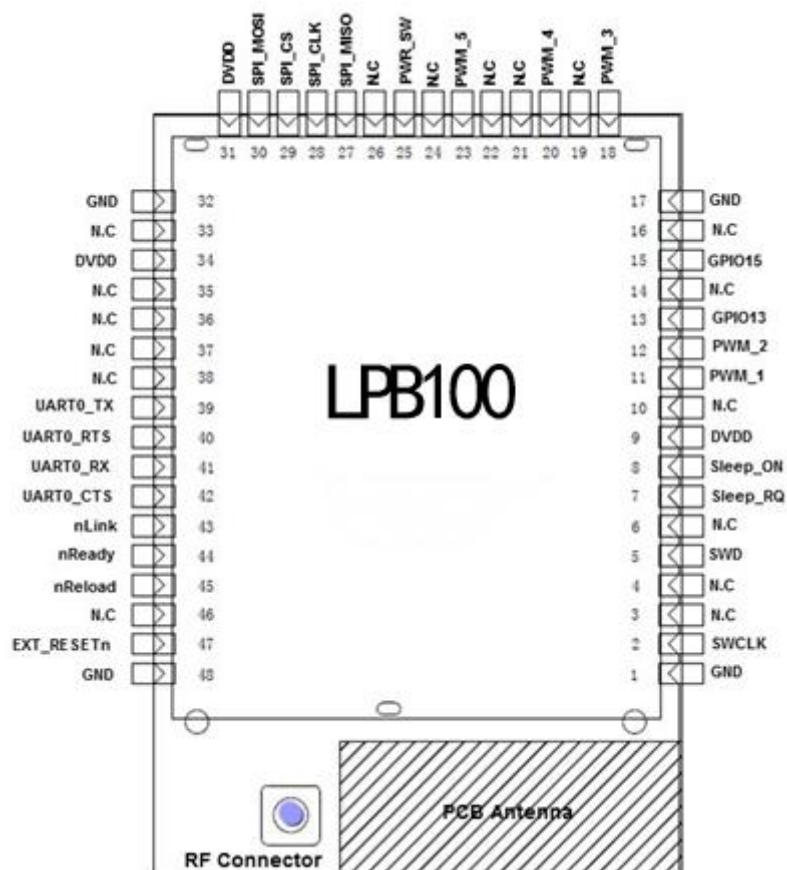 DVDD SPI_MOSI SPI_CS SPI_CLK SPI_MISO N.C PWR_SW N.C PWM_5 N.C N.C PWM_4 N.C PWM_3
31 30 29 28 27 26 25 24 23 22 21 20 19 18
GND 32 17 GND
N.C 33 16 N.C
DVDD 34 15 GPIO15
N.C 35 14 N.C
N.C 36 13 GPIO13
N.C 37 12 PWM_2
N.C 38 11 PWM_1
LPB100
UART0_TX 39 10 N.C
UART0_RTS 40 9 DVDD
UART0_RX 41 8 Sleep_ON
UART0_CTS 42 7 Sleep_RQ
nLink 43 6 N.C
nReady 44 5 SWD
nReload 45 4 N.C
N.C 46 3 N.C
EXT_RESETn 47 2 SWCLK
GND 48 1 GND
PCB Antenna
RF Connector